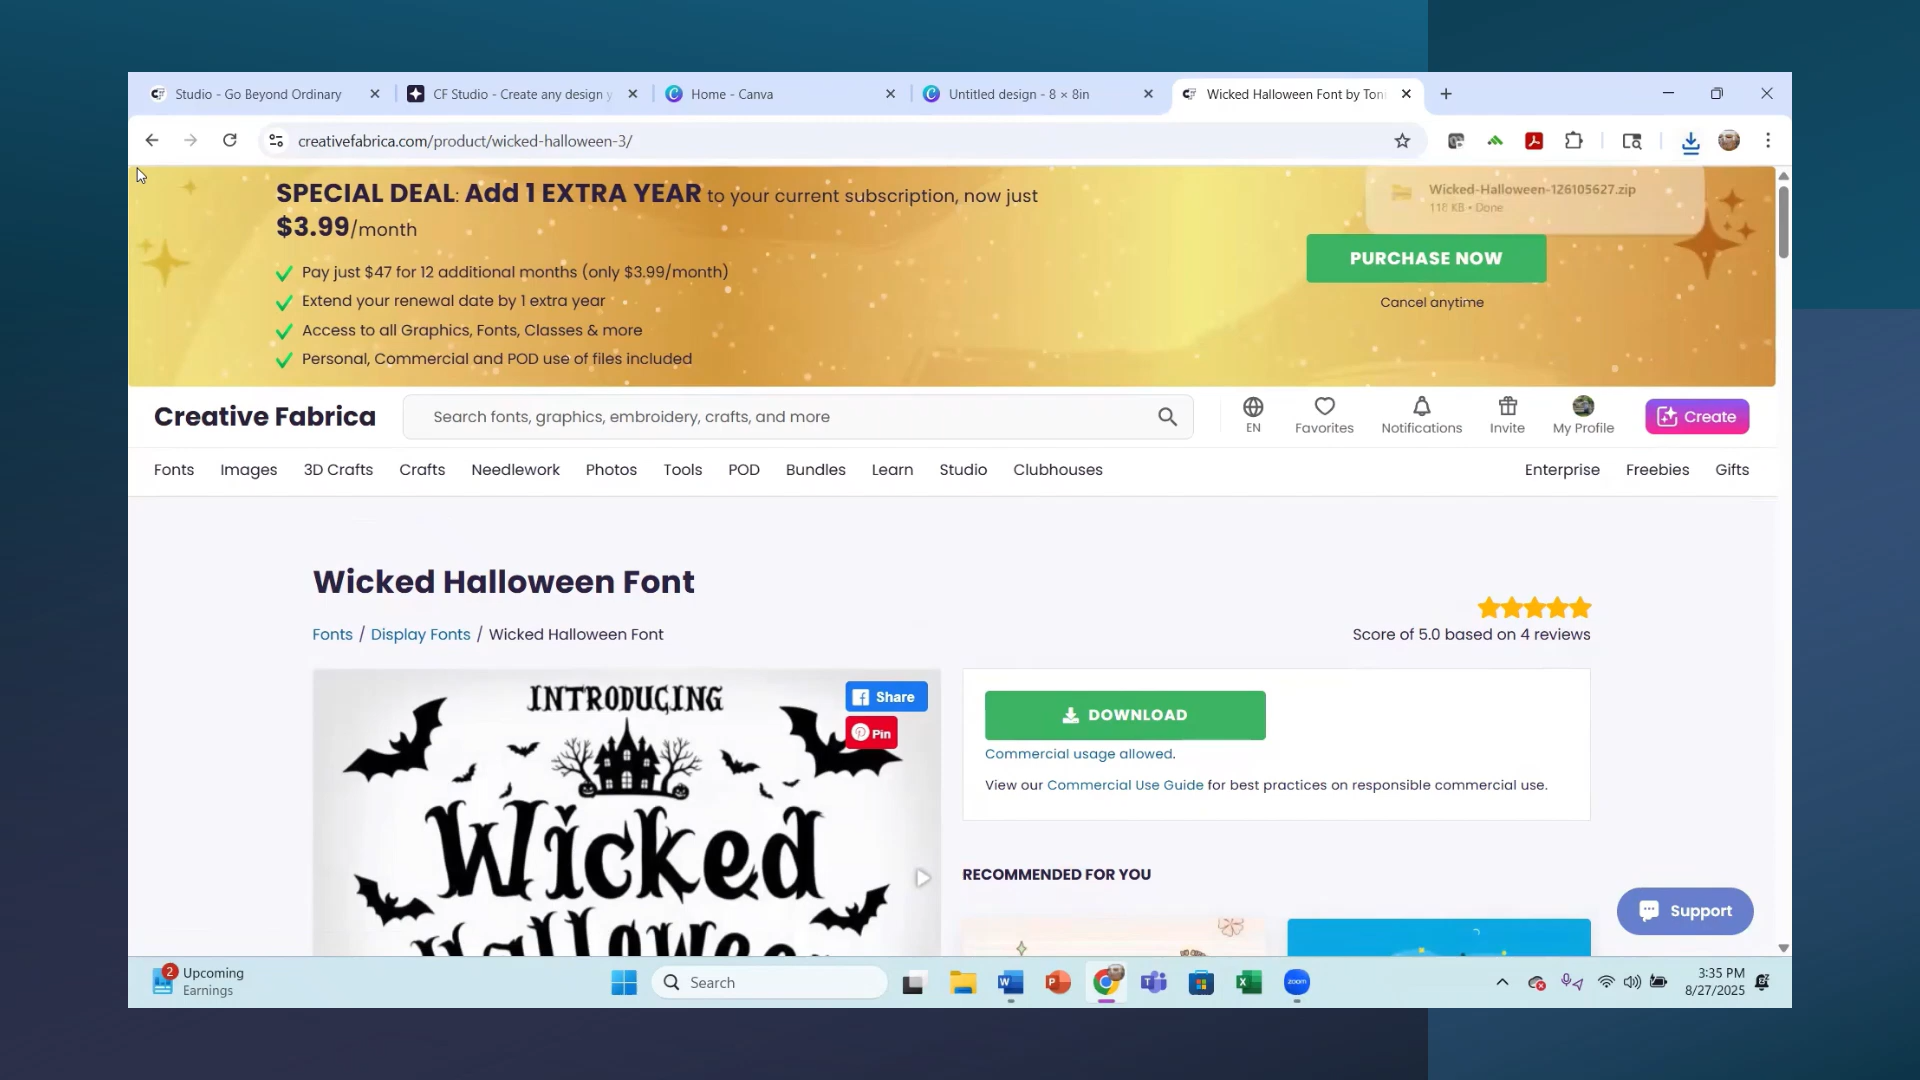 Studio - Go Beyond Ordinary
CF Studio - Create any design y
Home - Canva
Untitled design - 8 × 8in
Wicked Halloween Font by Ton
creativefabrica.com/product/wicked-halloween-3/
SPECIAL DEAL: Add 1 EXTRA YEAR to your current subscription, now just
$3.99/month
Pay just $47 for 12 additional months (only $3.99/month)
Extend your renewal date by 1 extra year
Access to all Graphics, Fonts, Classes & more
Personal, Commercial and POD use of files included
Wicked-Halloween-126105627.zip
118 KB • Done
PURCHASE NOW
Cancel anytime
Creative Fabrica
Search fonts, graphics, embroidery, crafts, and more
EN
Favorites
Notifications
Invite
My Profile
Create
Fonts Images 3D Crafts Crafts Needlework Photos Tools POD Bundles Learn Studio Clubhouses Enterprise Freebies Gifts
Wicked Halloween Font
Fonts / Display Fonts / Wicked Halloween Font
Score of 5.0 based on 4 reviews
INTRODUCING
Wicked
Halloween
Share
Pin
DOWNLOAD
Commercial usage allowed.
View our Commercial Use Guide for best practices on responsible commercial use.
RECOMMENDED FOR YOU
Support
2
Upcoming
Earnings
Search
zoom
3:35 PM
8/27/2025